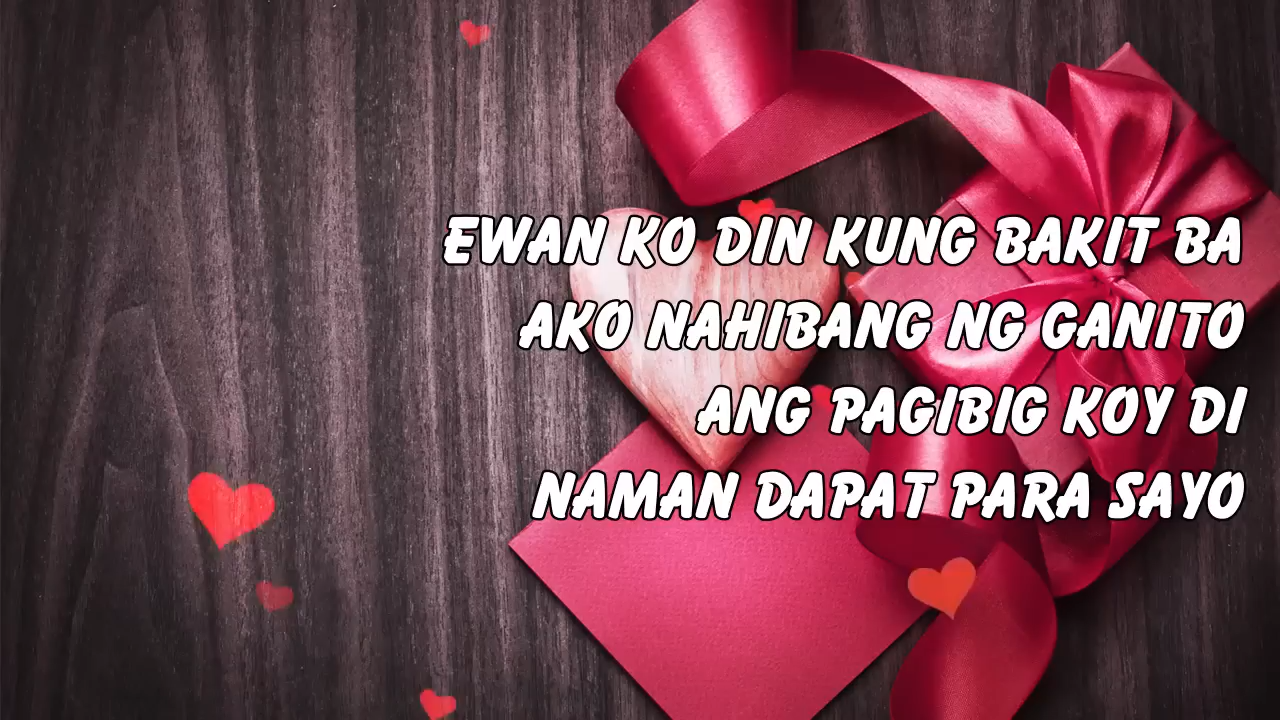 EWAN KO DIN KUNG BAKIT BA
AKO NAHIBANG NG GANITO
ANG PAGIBIG KOY DI
NAMAN DAPAT PARA SAYO